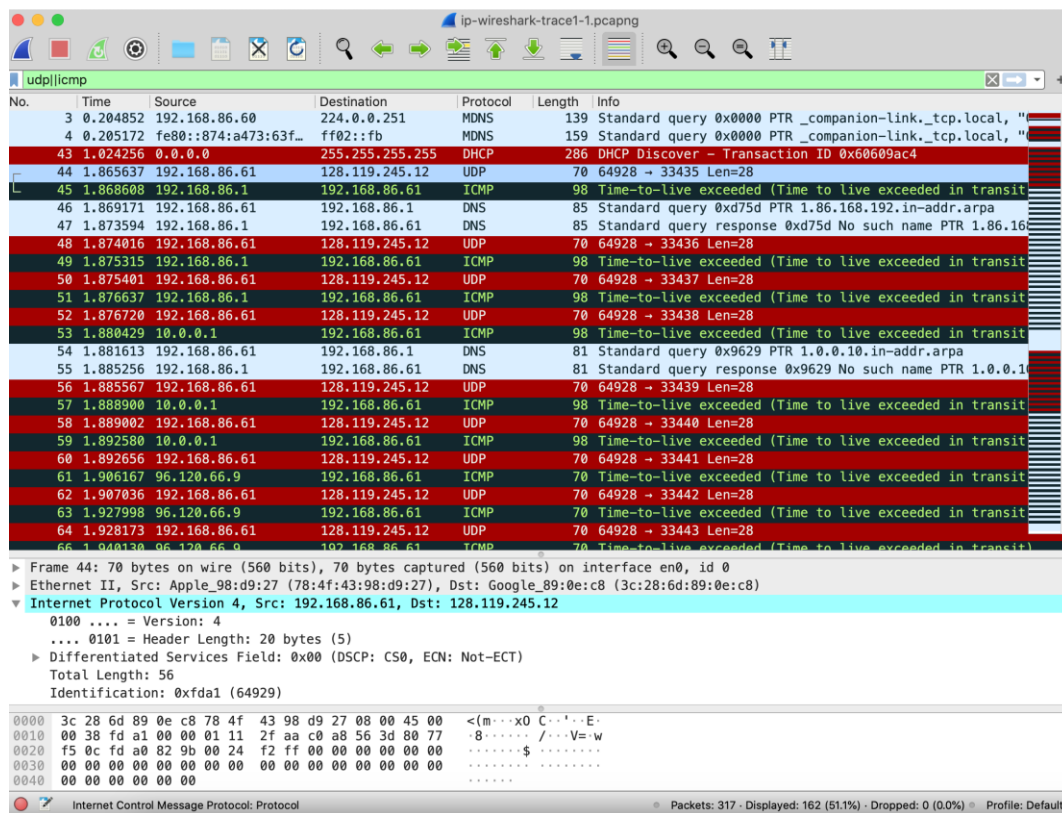 ip-wireshark-trace1-1.pcapng
udp||icmp
No. Time Source Destination Protocol Length Info
3 0.204852 192.168.86.60 224.0.0.251 MDNS 139 Standard query 0x0000 PTR _companion-link._tcp.local, "
4 0.205172 fe80::874:a473:63f… ff02::fb MDNS 159 Standard query 0x0000 PTR _companion-link._tcp.local, "
43 1.024256 0.0.0.0 255.255.255.255 DHCP 286 DHCP Discover - Transaction ID 0x60609ac4
44 1.865637 192.168.86.61 128.119.245.12 UDP 70 64928 → 33435 Len=28
45 1.868608 192.168.86.1 192.168.86.61 ICMP 98 Time-to-live exceeded (Time to live exceeded in transit
46 1.869171 192.168.86.61 192.168.86.1 DNS 85 Standard query 0xd75d PTR 1.86.168.192.in-addr.arpa
47 1.873594 192.168.86.1 192.168.86.61 DNS 85 Standard query response 0xd75d No such name PTR 1.86.16
48 1.874016 192.168.86.61 128.119.245.12 UDP 70 64928 → 33436 Len=28
49 1.875315 192.168.86.1 192.168.86.61 ICMP 98 Time-to-live exceeded (Time to live exceeded in transit
50 1.875401 192.168.86.61 128.119.245.12 UDP 70 64928 → 33437 Len=28
51 1.876637 192.168.86.1 192.168.86.61 ICMP 98 Time-to-live exceeded (Time to live exceeded in transit
52 1.876720 192.168.86.61 128.119.245.12 UDP 70 64928 → 33438 Len=28
53 1.880429 10.0.0.1 192.168.86.61 ICMP 98 Time-to-live exceeded (Time to live exceeded in transit
54 1.881613 192.168.86.61 192.168.86.1 DNS 81 Standard query 0x9629 PTR 1.0.0.10.in-addr.arpa
55 1.885256 192.168.86.1 192.168.86.61 DNS 81 Standard query response 0x9629 No such name PTR 1.0.0.1
56 1.885567 192.168.86.61 128.119.245.12 UDP 70 64928 → 33439 Len=28
57 1.888900 10.0.0.1 192.168.86.61 ICMP 98 Time-to-live exceeded (Time to live exceeded in transit
58 1.889002 192.168.86.61 128.119.245.12 UDP 70 64928 → 33440 Len=28
59 1.892580 10.0.0.1 192.168.86.61 ICMP 98 Time-to-live exceeded (Time to live exceeded in transit
60 1.892656 192.168.86.61 128.119.245.12 UDP 70 64928 → 33441 Len=28
61 1.906167 96.120.66.9 192.168.86.61 ICMP 70 Time-to-live exceeded (Time to live exceeded in transit
62 1.907036 192.168.86.61 128.119.245.12 UDP 70 64928 → 33442 Len=28
63 1.927998 96.120.66.9 192.168.86.61 ICMP 70 Time-to-live exceeded (Time to live exceeded in transit
64 1.928173 192.168.86.61 128.119.245.12 UDP 70 64928 → 33443 Len=28
66 1.940130 96.120.66.9 192.168.86.61 ICMP 70 Time-to-live exceeded (Time to live exceeded in transit)
Frame 44: 70 bytes on wire (560 bits), 70 bytes captured (560 bits) on interface en0, id 0
Ethernet II, Src: Apple_98:d9:27 (78:4f:43:98:d9:27), Dst: Google_89:0e:c8 (3c:28:6d:89:0e:c8)
Internet Protocol Version 4, Src: 192.168.86.61, Dst: 128.119.245.12
0100 .... = Version: 4
.... 0101 = Header Length: 20 bytes (5)
Differentiated Services Field: 0x00 (DSCP: CS0, ECN: Not-ECT)
Total Length: 56
Identification: 0xfda1 (64929)
0000 3c 28 6d 89 0e c8 78 4f 43 98 d9 27 08 00 45 00 <(m···xO C··'··E·
0010 00 38 fd a1 00 00 01 11 2f aa c0 a8 56 3d 80 77 ·8······ /···V=·w
0020 f5 0c fd a0 82 9b 00 24 f2 ff 00 00 00 00 00 00 ·······$ ········
0030 00 00 00 00 00 00 00 00 00 00 00 00 00 00 00 00 ········ ········
0040 00 00 00 00 00 00 ······
Internet Control Message Protocol: Protocol Packets: 317 · Displayed: 162 (51.1%) · Dropped: 0 (0.0%) Profile: Default